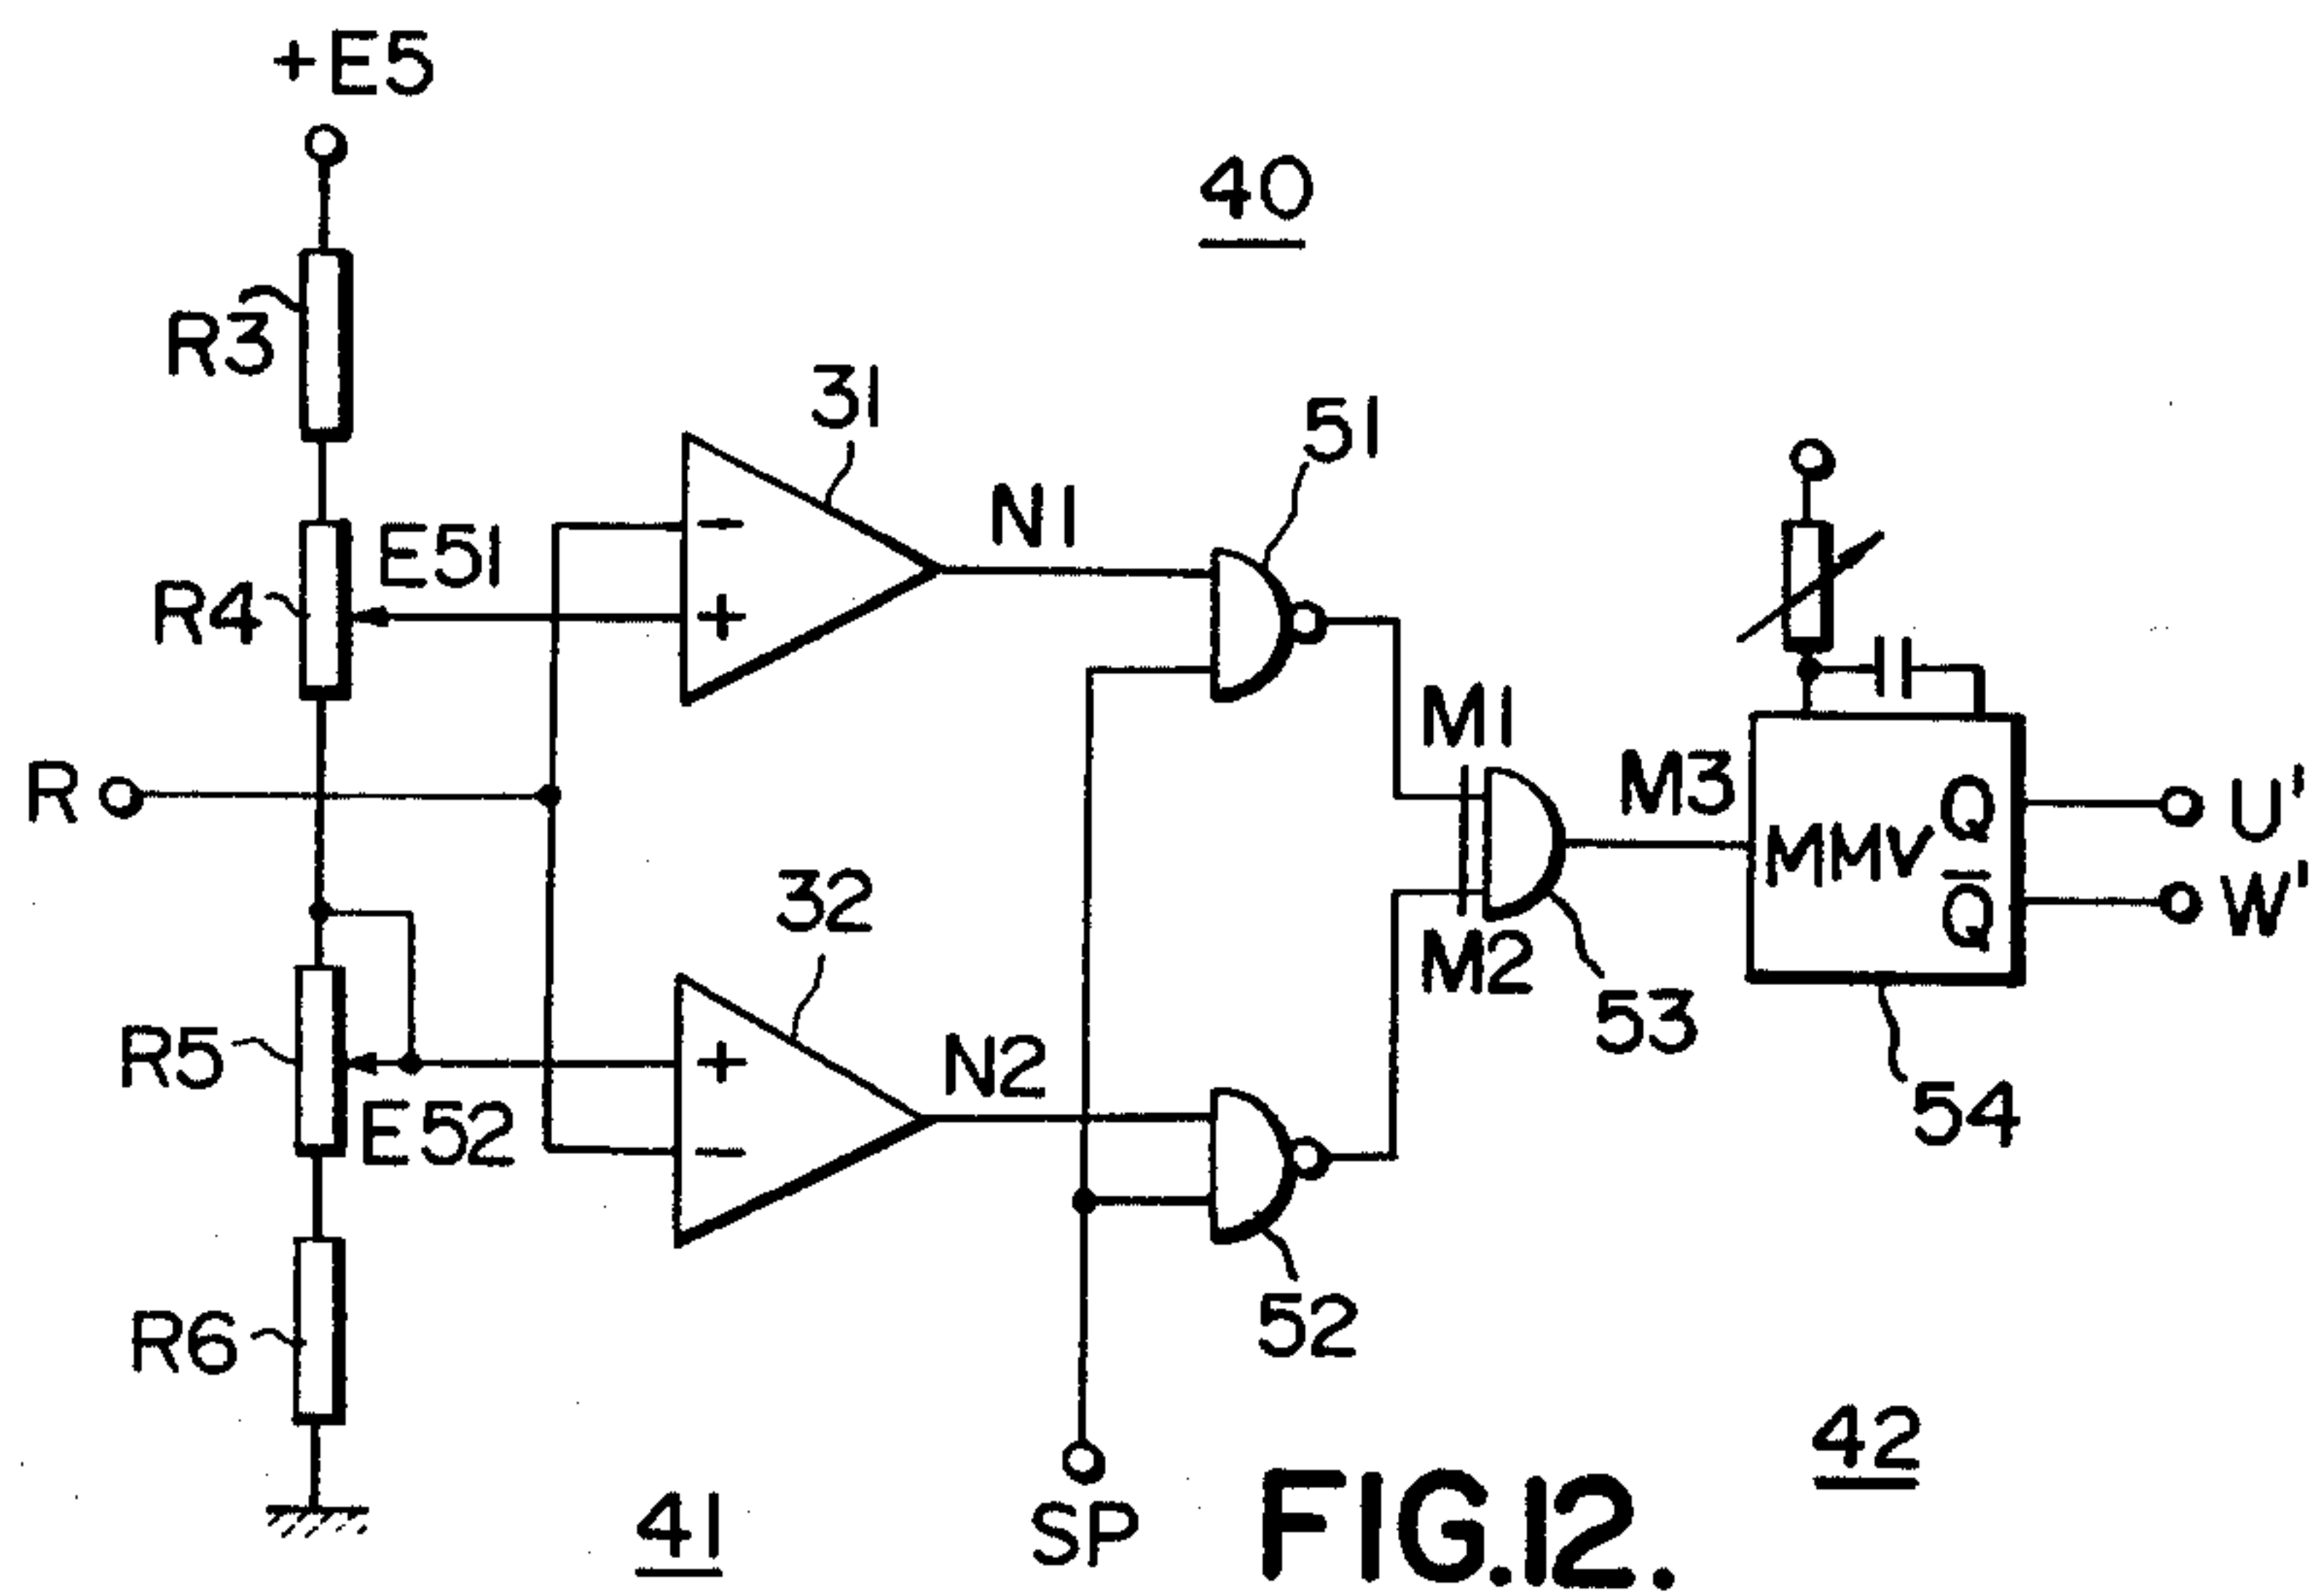 +E5
40
R3
31
51
N1
E51
R4
M1
M3
R
Q
U'
MMV
32
Q̅
W'
M2
53
R5
N2
E52
54
52
R6
42
41
SP
FIG.12.